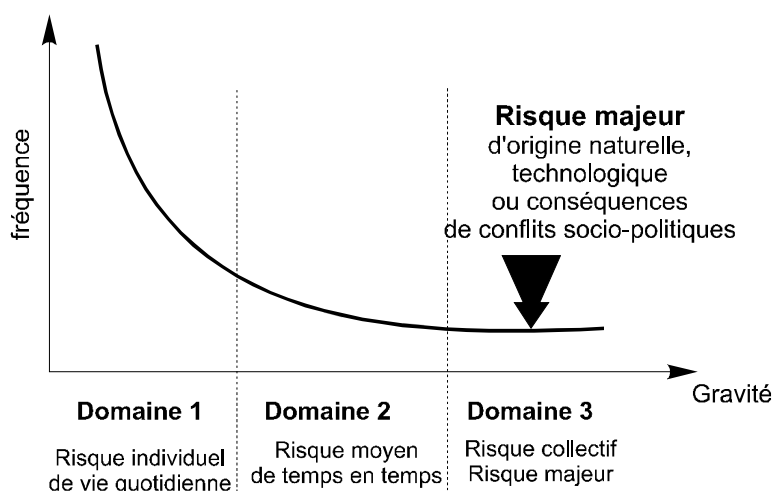 fréquence
Risque majeur
d'origine naturelle,
technologique
ou conséquences
de conflits socio-politiques
Gravité
Domaine 1
Risque individuel
de vie quotidienne
Domaine 2
Risque moyen
de temps en temps
Domaine 3
Risque collectif
Risque majeur